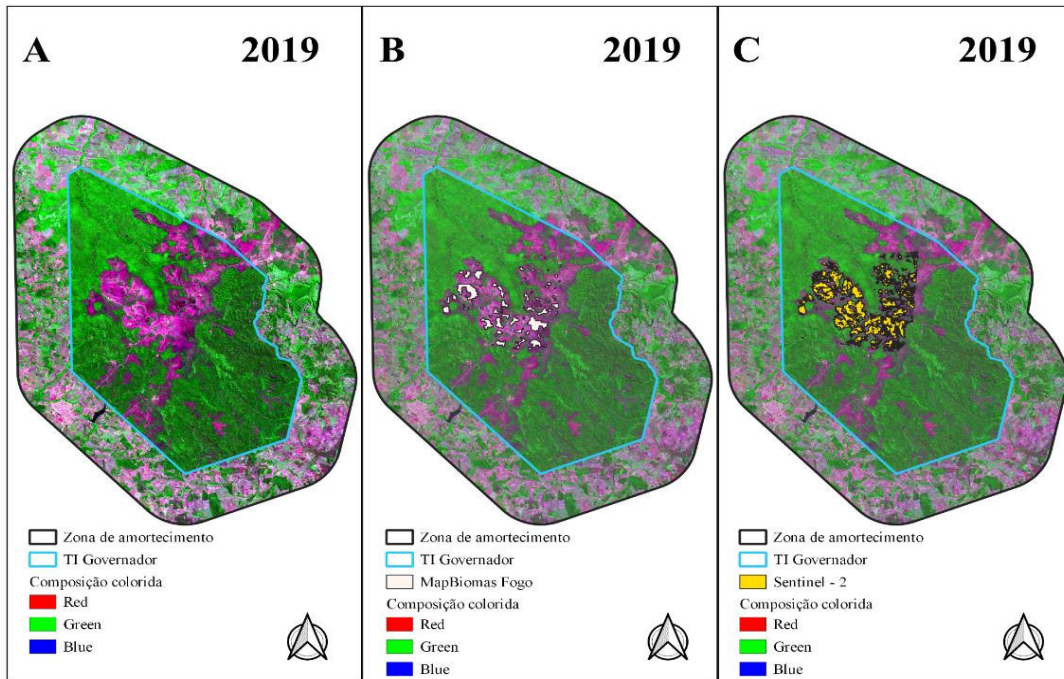 A 2019
Zona de amortecimento
TI Governador
Composição colorida
Red
Green
Blue
B 2019
Zona de amortecimento
TI Governador
MapBiomas Fogo
Composição colorida
Red
Green
Blue
C 2019
Zona de amortecimento
TI Governador
Sentinel - 2
Composição colorida
Red
Green
Blue